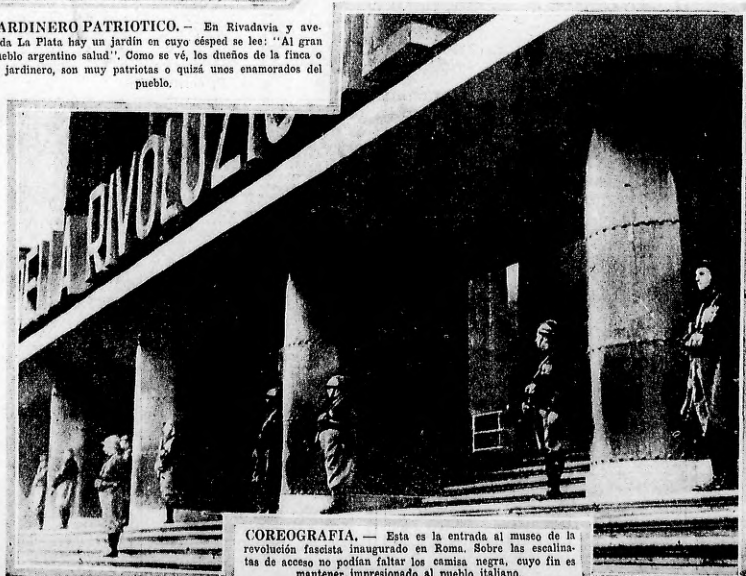 ARDINERO PATRIOTICO. — En Rivadavia y ave-
da La Plata hay un jardín en cuyo césped se lee: "Al gran
eblo argentino salud". Como se vé, los dueños de la finca o
jardinero, son muy patriotas o quizá unos enamorados del
pueblo.
RIVOLUZIO
COREOGRAFIA. — Esta es la entrada al museo de la
revolución fascista inaugurado en Roma. Sobre las escalina-
tas de acceso no podían faltar los camisa negra, cuyo fin es
mantener impresionado al pueblo italiano.